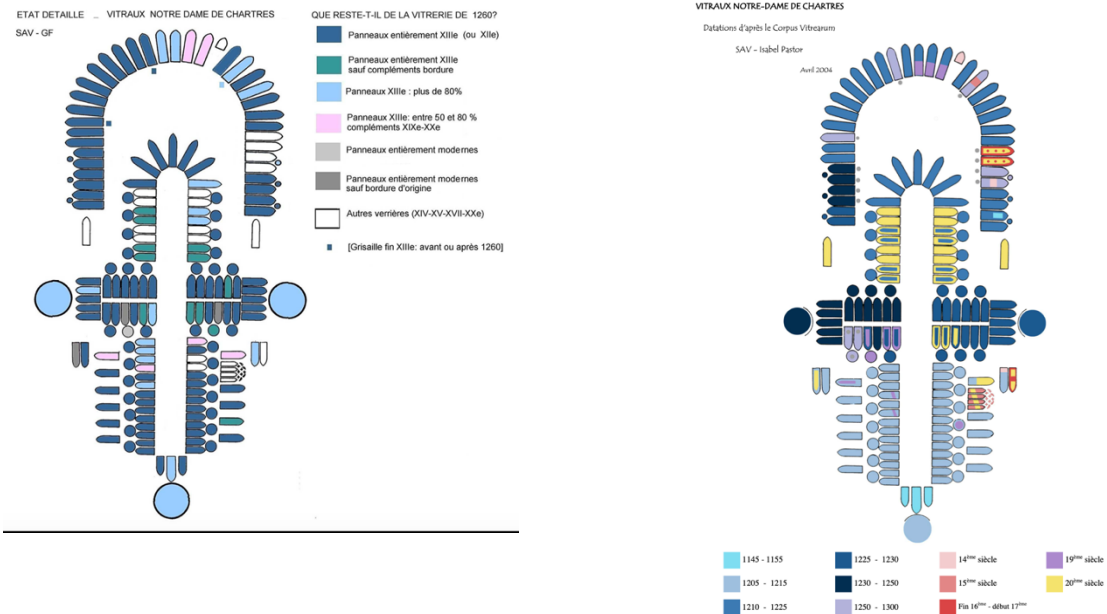 ETAT DETAILLE _ VITRAUX NOTRE DAME DE CHARTRES
SAV - GF
QUE RESTE-T-IL DE LA VITRERIE DE 1260?
Panneaux entièrement XIIIe (ou XIIe)
Panneaux entièrement XIIIe
sauf compléments bordure
Panneaux XIIIe : plus de 80%
Panneaux XIIIe: entre 50 et 80 %
compléments XIXe-XXe
Panneaux entièrement modernes
Panneaux entièrement modernes
sauf bordure d'origine
Autres verrières (XIV-XV-XVII-XXe)
[Grisaille fin XIIIe: avant ou après 1260]
VITRAUX NOTRE-DAME DE CHARTRES
Datations d'après le Corpus Vitrearum
SAV - Isabel Pastor
Avril 2004
1145 - 1155
1205 - 1215
1210 - 1225
1225 - 1230
1230 - 1250
1250 - 1300
14ème siècle
15ème siècle
Fin 16ème - début 17ème
19ème siècle
20ème siècle